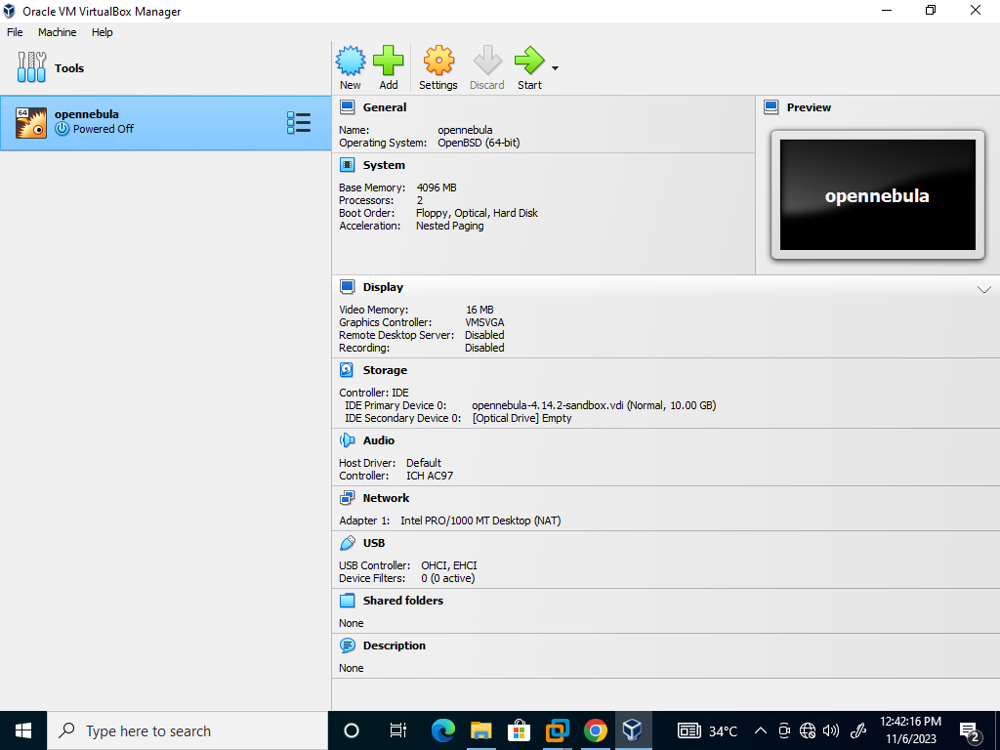 Oracle VM VirtualBox Manager
File Machine Help
Tools
New Add Settings Discard Start
64
opennebula
Powered Off
General
Name: opennebula
Operating System: OpenBSD (64-bit)
Preview
opennebula
System
Base Memory: 4096 MB
Processors: 2
Boot Order: Floppy, Optical, Hard Disk
Acceleration: Nested Paging
Display
Video Memory: 16 MB
Graphics Controller: VMSVGA
Remote Desktop Server: Disabled
Recording: Disabled
Storage
Controller: IDE
IDE Primary Device 0: opennebula-4.14.2-sandbox.vdi (Normal, 10.00 GB)
IDE Secondary Device 0: [Optical Drive] Empty
Audio
Host Driver: Default
Controller: ICH AC97
Network
Adapter 1: Intel PRO/1000 MT Desktop (NAT)
USB
USB Controller: OHCI, EHCI
Device Filters: 0 (0 active)
Shared folders
None
Description
None
Type here to search
34°C
12:42:16 PM
11/6/2023
2